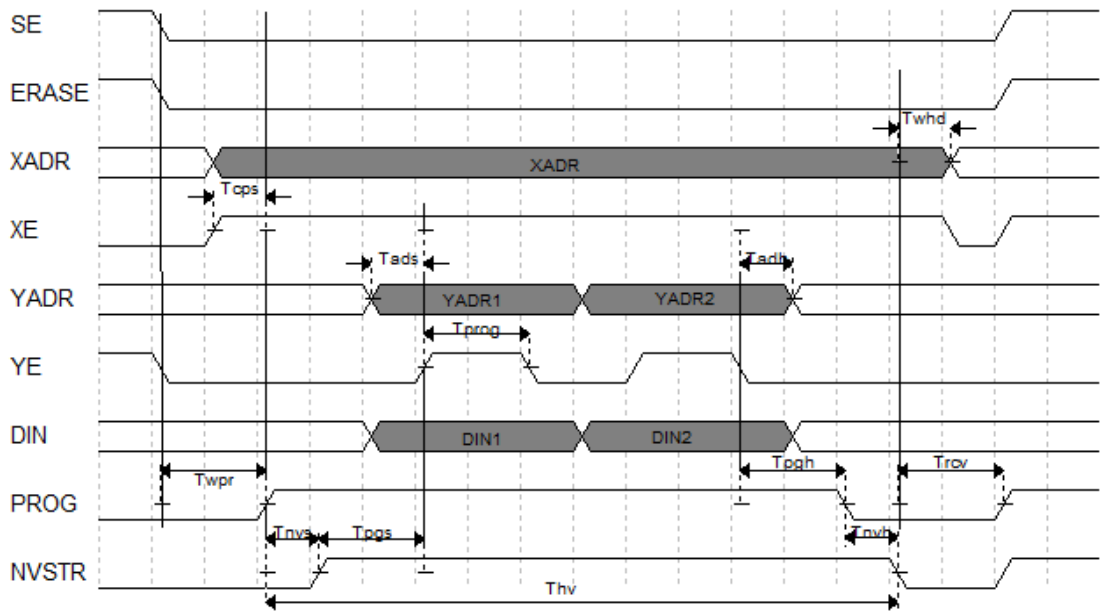 SE
ERASE
Twhd
XADR
XADR
Tcps
XE
Tads
Tadh
YADR
YADR1
YADR2
Tprog
YE
DIN
DIN1
DIN2
Twpr
Tpgh
Trcv
PROG
Tnvs
Tpgs
Tnvh
NVSTR
Thv